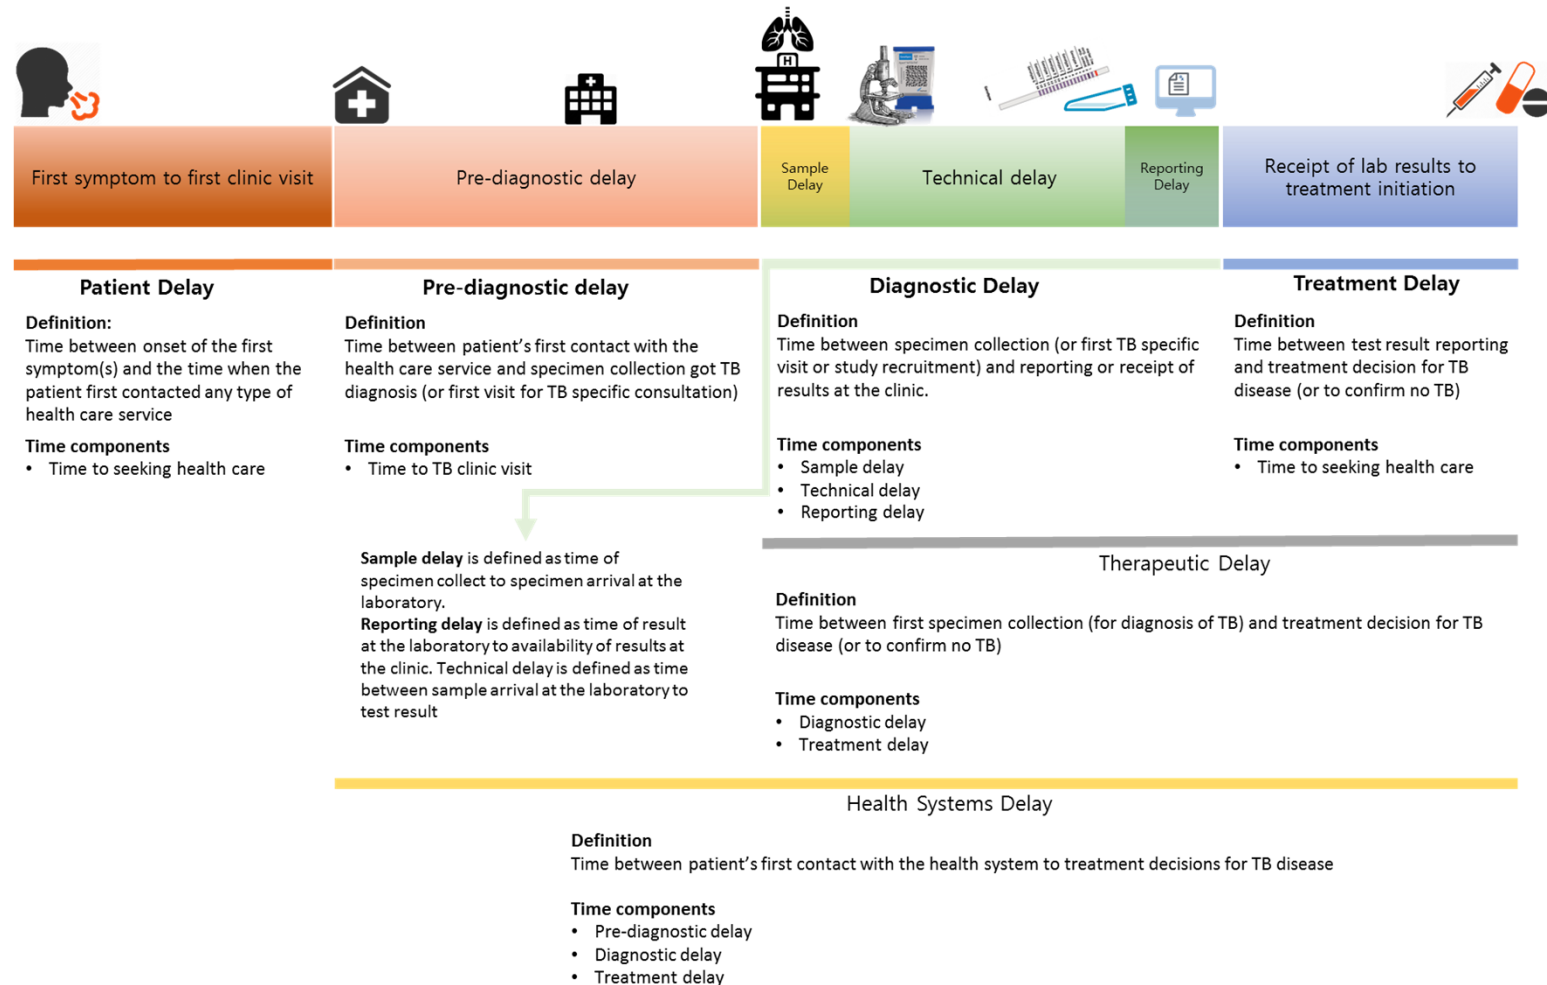 H
First symptom to first clinic visit
Pre-diagnostic delay
Sample
Delay
Technical delay
Reporting
Delay
Receipt of lab results to
treatment initiation
Patient Delay
Definition:
Time between onset of the first
symptom(s) and the time when the
patient first contacted any type of
health care service
Time components
• Time to seeking health care
Pre-diagnostic delay
Definition
Time between patient's first contact with the
health care service and specimen collection got TB
diagnosis (or first visit for TB specific consultation)
Time components
• Time to TB clinic visit
Diagnostic Delay
Definition
Time between specimen collection (or first TB specific
visit or study recruitment) and reporting or receipt of
results at the clinic.
Time components
• Sample delay
• Technical delay
• Reporting delay
Treatment Delay
Definition
Time between test result reporting
and treatment decision for TB
disease (or to confirm no TB)
Time components
• Time to seeking health care
Sample delay is defined as time of
specimen collect to specimen arrival at the
laboratory.
Reporting delay is defined as time of result
at the laboratory to availability of results at
the clinic. Technical delay is defined as time
between sample arrival at the laboratory to
test result
Therapeutic Delay
Definition
Time between first specimen collection (for diagnosis of TB) and treatment decision for TB
disease (or to confirm no TB)
Time components
• Diagnostic delay
• Treatment delay
Health Systems Delay
Definition
Time between patient's first contact with the health system to treatment decisions for TB disease
Time components
• Pre-diagnostic delay
• Diagnostic delay
• Treatment delay